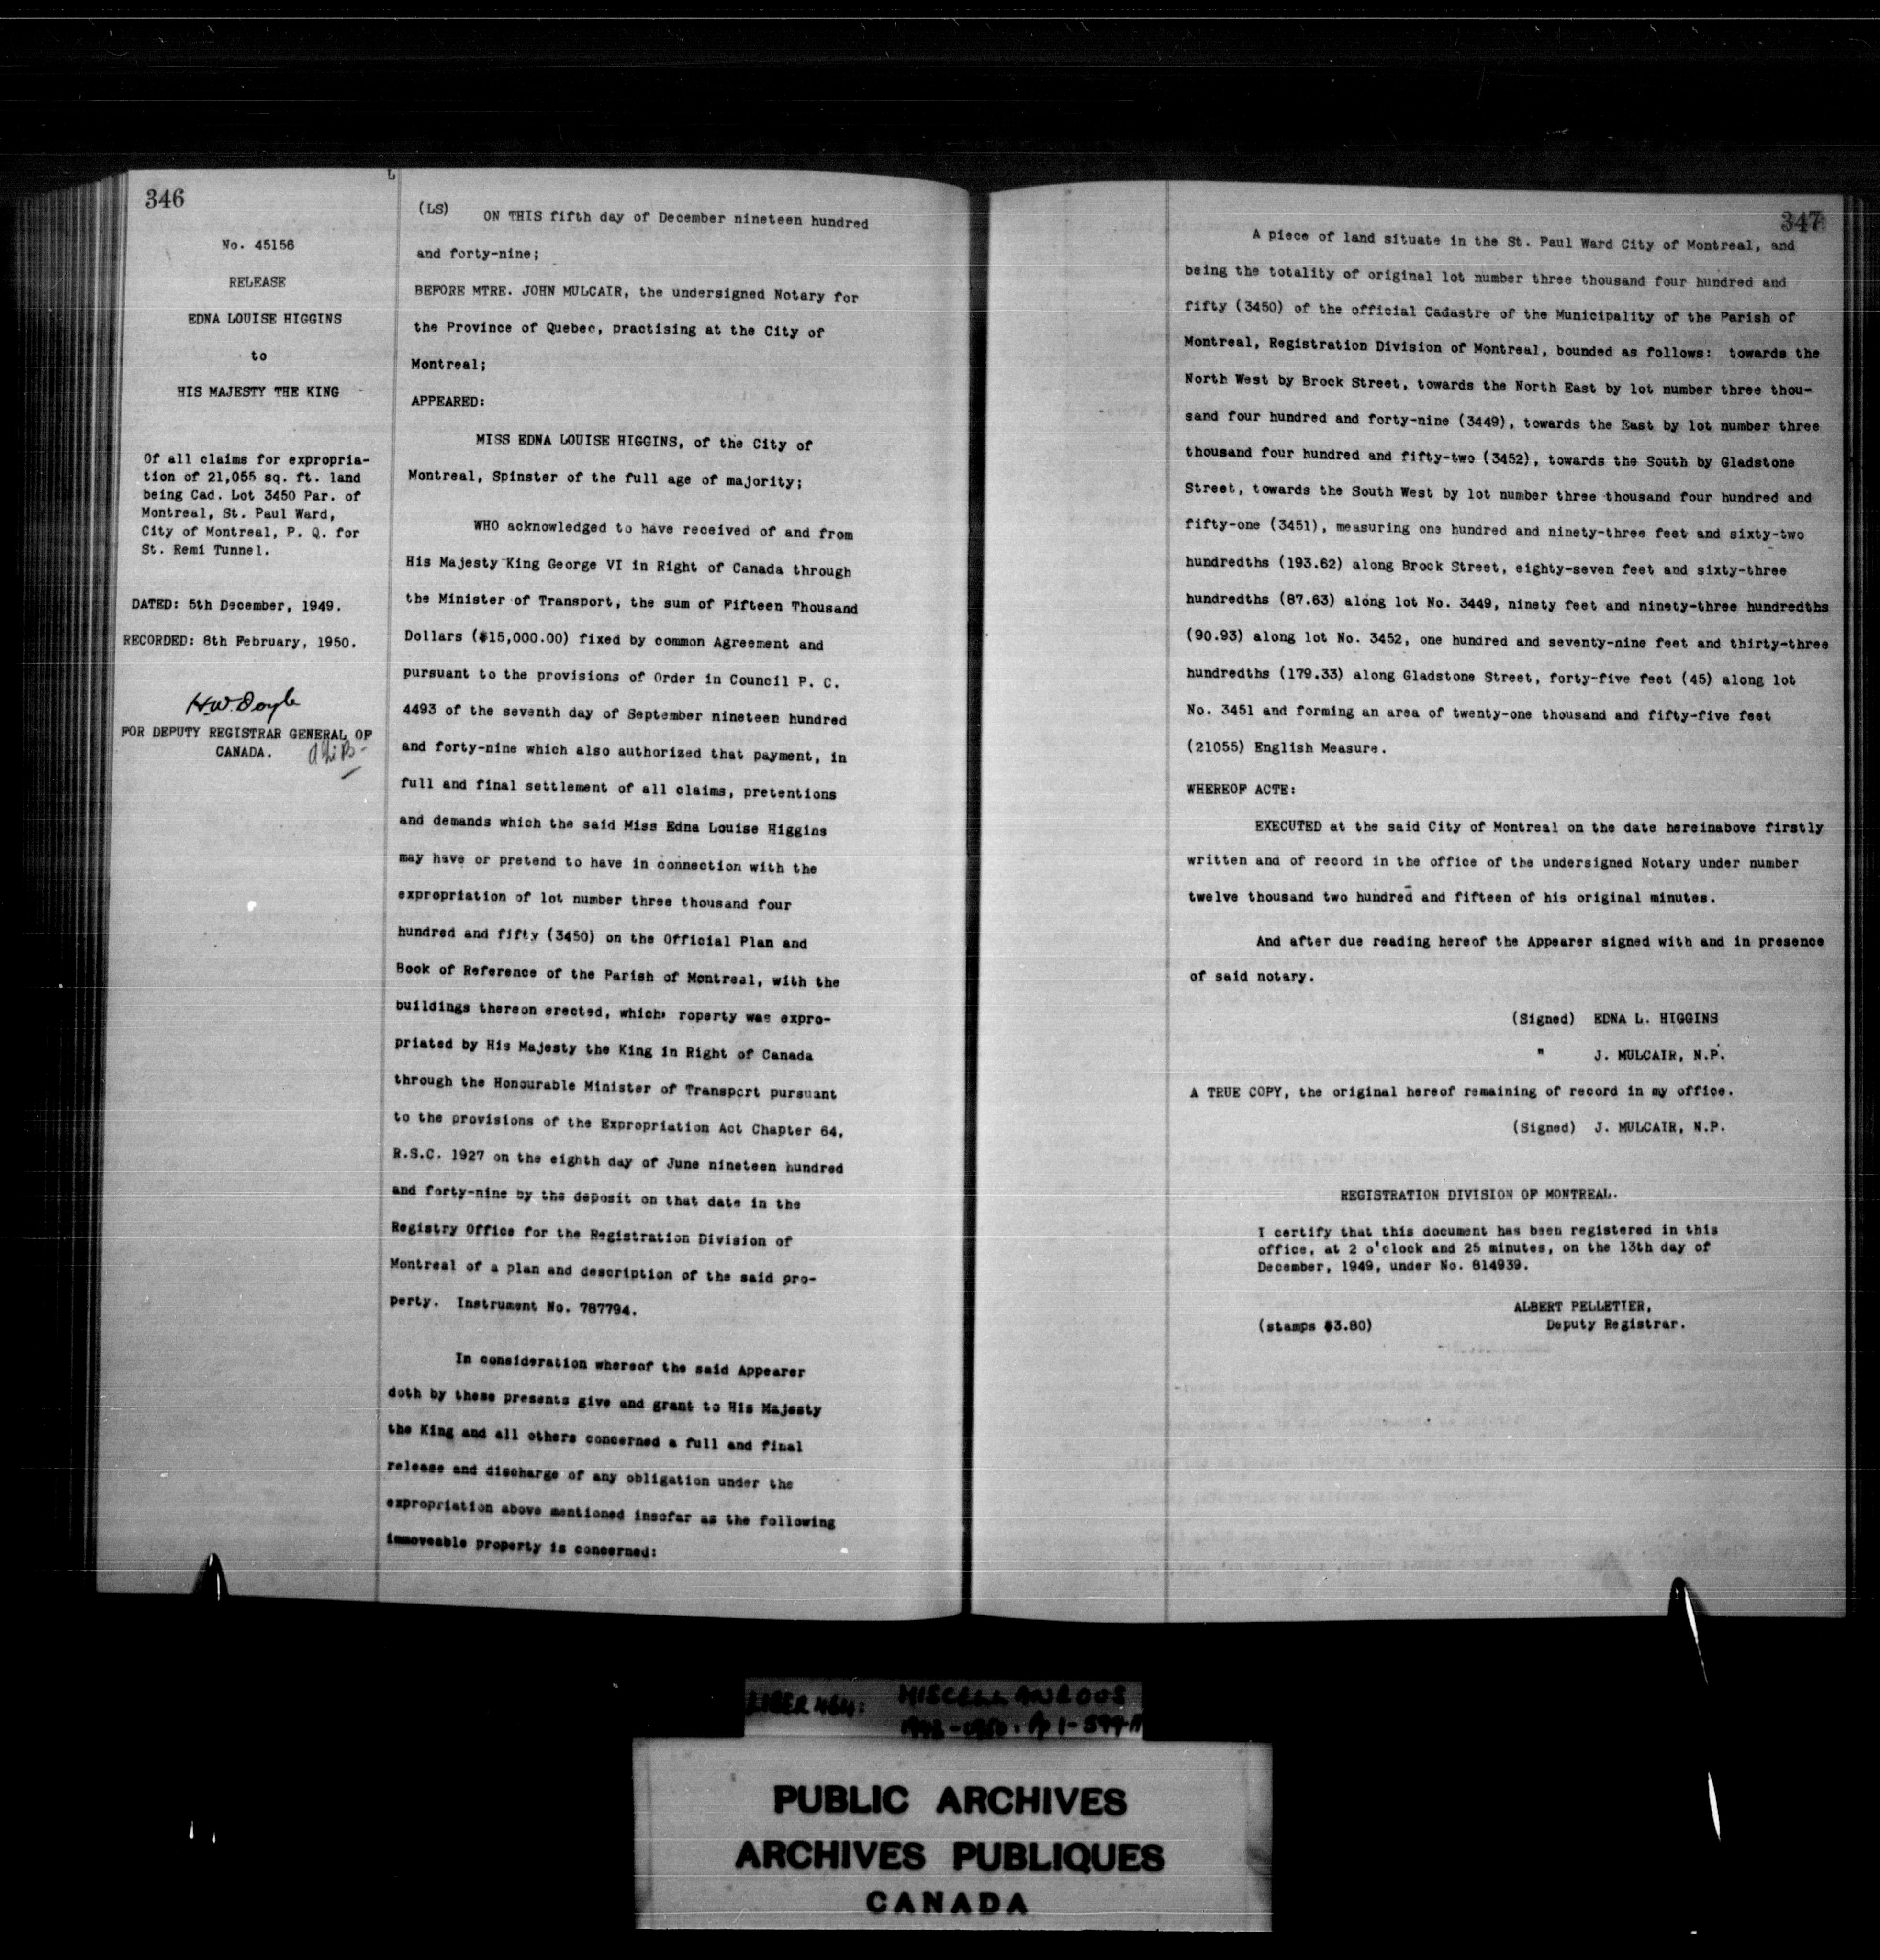 346
No. 45156
RELEASE
EDNA LOUISE HIGGINS
to
HIS MAJESTY THE KING
Of all claims for expropria-
tion of 21,055 sq. ft. land
being Cad. Lot 3450 Par. of
Montreal, St. Paul Ward,
City of Montreal, P. Q. for
St. Remi Tunnel.
DATED: 5th December, 1949.
RECORDED: 8th February, 1950.
H.W. Doyle
FOR DEPUTY REGISTRAR GENERAL OF
CANADA.
(LS) ON THIS fifth day of December nineteen hundred
and forty-nine;
BEFORE MTRE. JOHN MULCAIR, the undersigned Notary for
the Province of Quebec, practising at the City of
Montreal;
APPEARED:
MISS EDNA LOUISE HIGGINS, of the City of
Montreal, Spinster of the full age of majority;
WHO acknowledged to have received of and from
His Majesty King George VI in Right of Canada through
the Minister of Transport, the sum of Fifteen Thousand
Dollars ($15,000.00) fixed by common Agreement and
pursuant to the provisions of Order in Council P. C.
4493 of the seventh day of September nineteen hundred
and forty-nine which also authorized that payment, in
full and final settlement of all claims, pretentions
and demands which the said Miss Edna Louise Higgins
may have or pretend to have in connection with the
expropriation of lot number three thousand four
hundred and fifty (3450) on the Official Plan and
Book of Reference of the Parish of Montreal, with the
buildings thereon erected, which roperty was expro-
priated by His Majesty the King in Right of Canada
through the Honourable Minister of Transport pursuant
to the provisions of the Expropriation Act Chapter 64,
R.S.C. 1927 on the eighth day of June nineteen hundred
and forty-nine by the deposit on that date in the
Registry Office for the Registration Division of
Montreal of a plan and description of the said pro-
perty. Instrument No. 787794.
In consideration whereof the said Appearer
doth by these presents give and grant to His Majesty
the King and all others concerned a full and final
release and discharge of any obligation under the
expropriation above mentioned insofar as the following
immoveable property is concerned:
347
A piece of land situate in the St. Paul Ward City of Montreal, and
being the totality of original lot number three thousand four hundred and
fifty (3450) of the official Cadastre of the Municipality of the Parish of
Montreal, Registration Division of Montreal, bounded as follows: towards the
North West by Brock Street, towards the North East by lot number three thou-
sand four hundred and forty-nine (3449), towards the East by lot number three
thousand four hundred and fifty-two (3452), towards the South by Gladstone
Street, towards the South West by lot number three thousand four hundred and
fifty-one (3451), measuring one hundred and ninety-three feet and sixty-two
hundredths (193.62) along Brock Street, eighty-seven feet and sixty-three
hundredths (87.63) along lot No. 3449, ninety feet and ninety-three hundredths
(90.93) along lot No. 3452, one hundred and seventy-nine feet and thirty-three
hundredths (179.33) along Gladstone Street, forty-five feet (45) along lot
No. 3451 and forming an area of twenty-one thousand and fifty-five feet
(21055) English Measure.
WHEREOF ACTE:
EXECUTED at the said City of Montreal on the date hereinabove firstly
written and of record in the office of the undersigned Notary under number
twelve thousand two hundred and fifteen of his original minutes.
And after due reading hereof the Appearer signed with and in presence
of said notary.
(Signed) EDNA L. HIGGINS
" J. MULCAIR, N.P.
A TRUE COPY, the original hereof remaining of record in my office.
(Signed) J. MULCAIR, N.P.
REGISTRATION DIVISION OF MONTREAL.
I certify that this document has been registered in this
office, at 2 o'clock and 25 minutes, on the 13th day of
December, 1949, under No. 814939.
ALBERT PELLETIER,
(stamps $3.80) Deputy Registrar.
LIBER 464: MISCELLANEOUS
PUBLIC ARCHIVES
ARCHIVES PUBLIQUES
CANADA